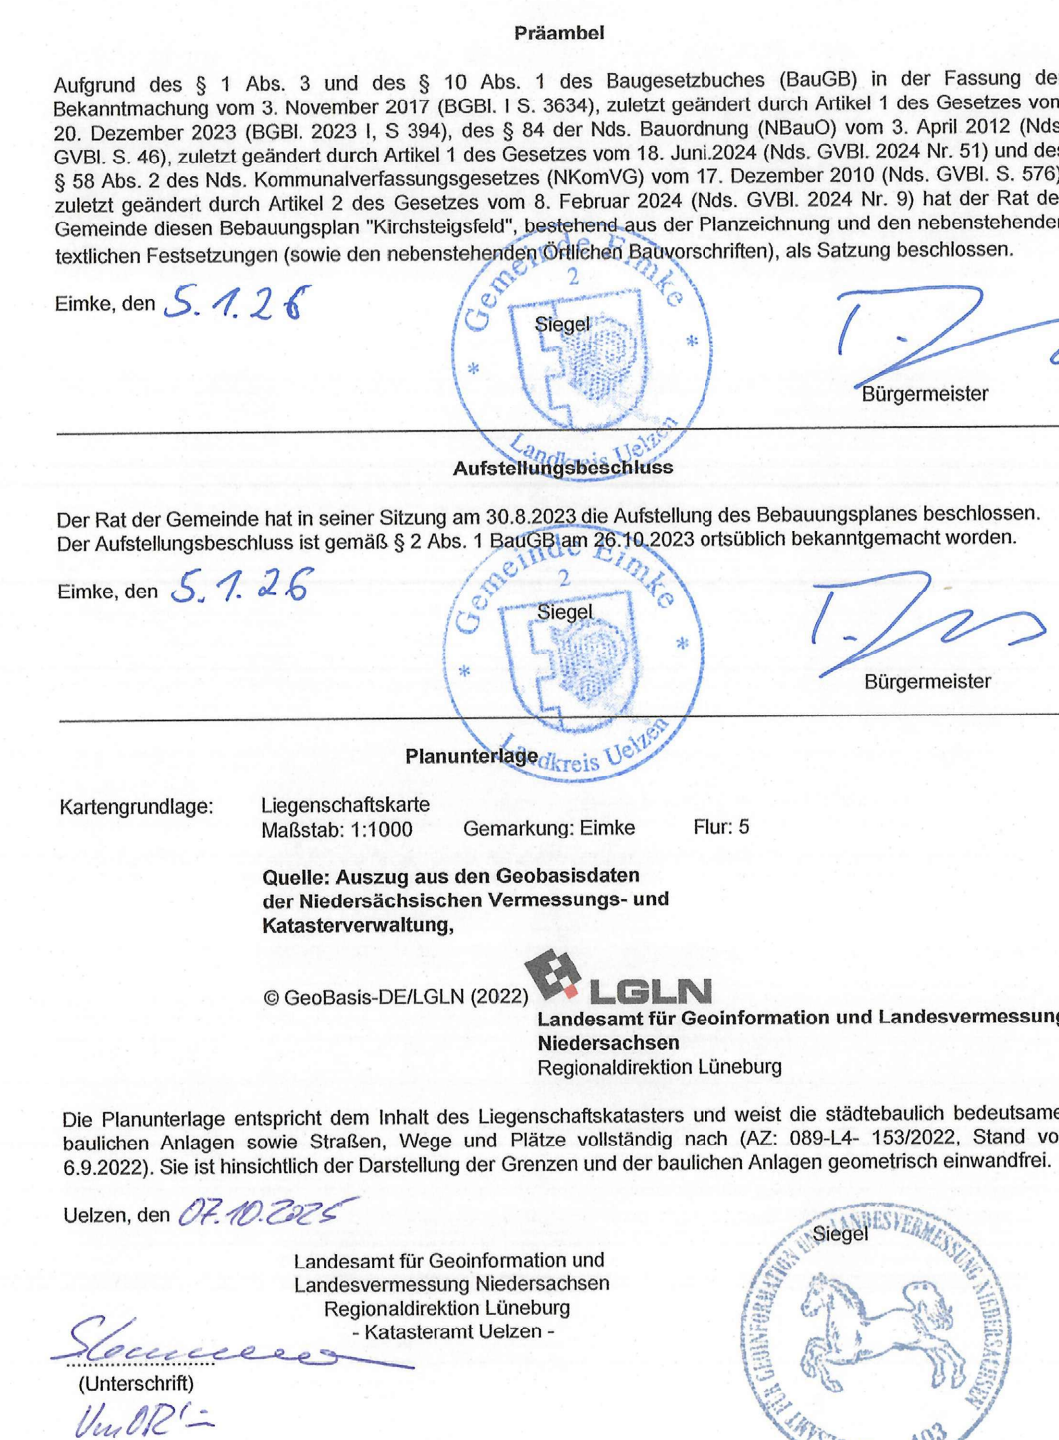 Präambel
Aufgrund des § 1 Abs. 3 und des § 10 Abs. 1 des Baugesetzbuches (BauGB) in der Fassung de
Bekanntmachung vom 3. November 2017 (BGBl. I S. 3634), zuletzt geändert durch Artikel 1 des Gesetzes vom
20. Dezember 2023 (BGBl. 2023 I, S 394), des § 84 der Nds. Bauordnung (NBauO) vom 3. April 2012 (Nds
GVBl. S. 46), zuletzt geändert durch Artikel 1 des Gesetzes vom 18. Juni.2024 (Nds. GVBl. 2024 Nr. 51) und des
§ 58 Abs. 2 des Nds. Kommunalverfassungsgesetzes (NKomVG) vom 17. Dezember 2010 (Nds. GVBl. S. 576)
zuletzt geändert durch Artikel 2 des Gesetzes vom 8. Februar 2024 (Nds. GVBl. 2024 Nr. 9) hat der Rat de
Gemeinde diesen Bebauungsplan "Kirchsteigsfeld", bestehend aus der Planzeichnung und den nebenstehenden
textlichen Festsetzungen (sowie den nebenstehenden Örtlichen Bauvorschriften), als Satzung beschlossen.
Eimke, den 5.1.26
Gemeinde Eimke
2
Siegel
* *
Landkreis Uelzen
Bürgermeister
Aufstellungsbeschluss
Der Rat der Gemeinde hat in seiner Sitzung am 30.8.2023 die Aufstellung des Bebauungsplanes beschlossen.
Der Aufstellungsbeschluss ist gemäß § 2 Abs. 1 BauGB am 26.10.2023 ortsüblich bekanntgemacht worden.
Eimke, den 5.1.26
Gemeinde Eimke
2
Siegel
* *
Landkreis Uelzen
Bürgermeister
Planunterlage
Kartengrundlage: Liegenschaftskarte
Maßstab: 1:1000 Gemarkung: Eimke Flur: 5
Quelle: Auszug aus den Geobasisdaten
der Niedersächsischen Vermessungs- und
Katasterverwaltung,
© GeoBasis-DE/LGLN (2022) LGLN
Landesamt für Geoinformation und Landesvermessung
Niedersachsen
Regionaldirektion Lüneburg
Die Planunterlage entspricht dem Inhalt des Liegenschaftskatasters und weist die städtebaulich bedeutsame
baulichen Anlagen sowie Straßen, Wege und Plätze vollständig nach (AZ: 089-L4- 153/2022, Stand vo
6.9.2022). Sie ist hinsichtlich der Darstellung der Grenzen und der baulichen Anlagen geometrisch einwandfrei.
Uelzen, den 07.10.2025
Siegel
Landesamt für Geoinformation und
Landesvermessung Niedersachsen
Regionaldirektion Lüneburg
- Katasteramt Uelzen -
(Unterschrift)
ESAMT FÜR GEOINFORMATION UND LANDESVERMESSUNG NIEDERSACHSEN
103